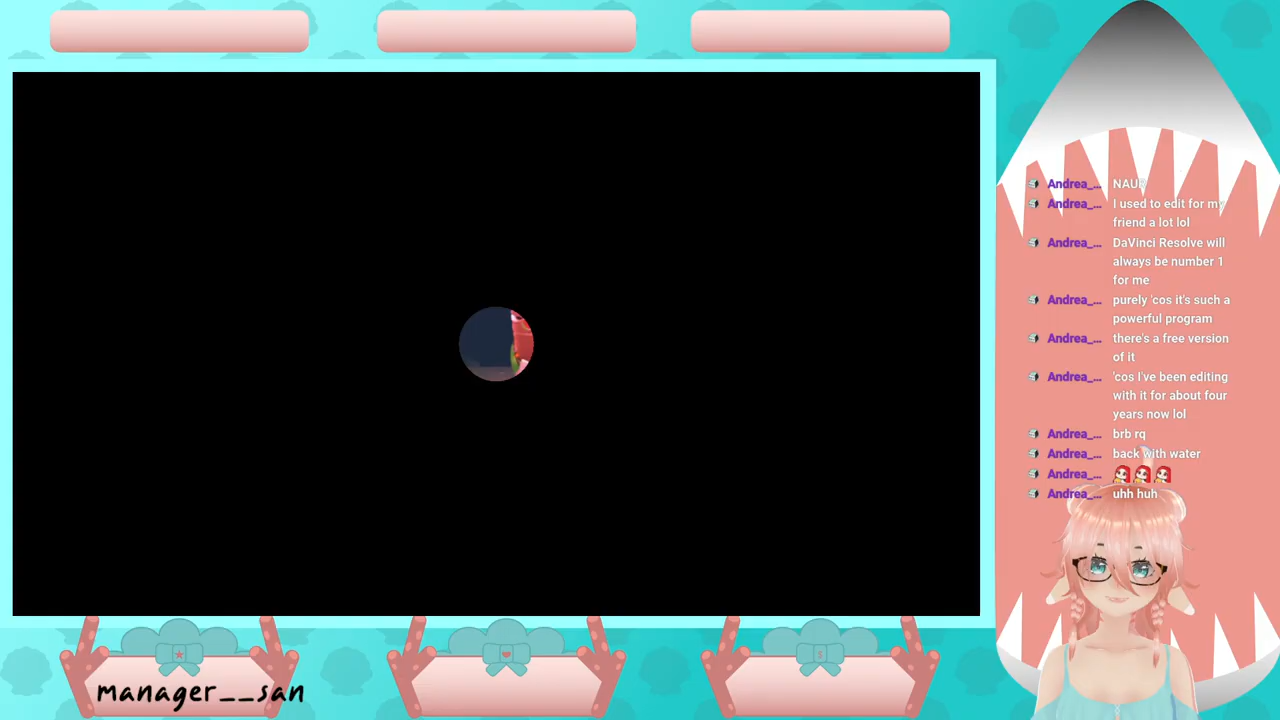 Andrea_... NAUR
Andrea_... I used to edit for my
friend a lot lol
Andrea_... DaVinci Resolve will
always be number 1
for me
Andrea_... purely 'cos it's such a
powerful program
Andrea_... there's a free version
of it
Andrea_... 'cos I've been editing
with it for about four
years now lol
Andrea_... brb rq
Andrea_... back with water
Andrea_...
Andrea_... uhh huh
manager__san